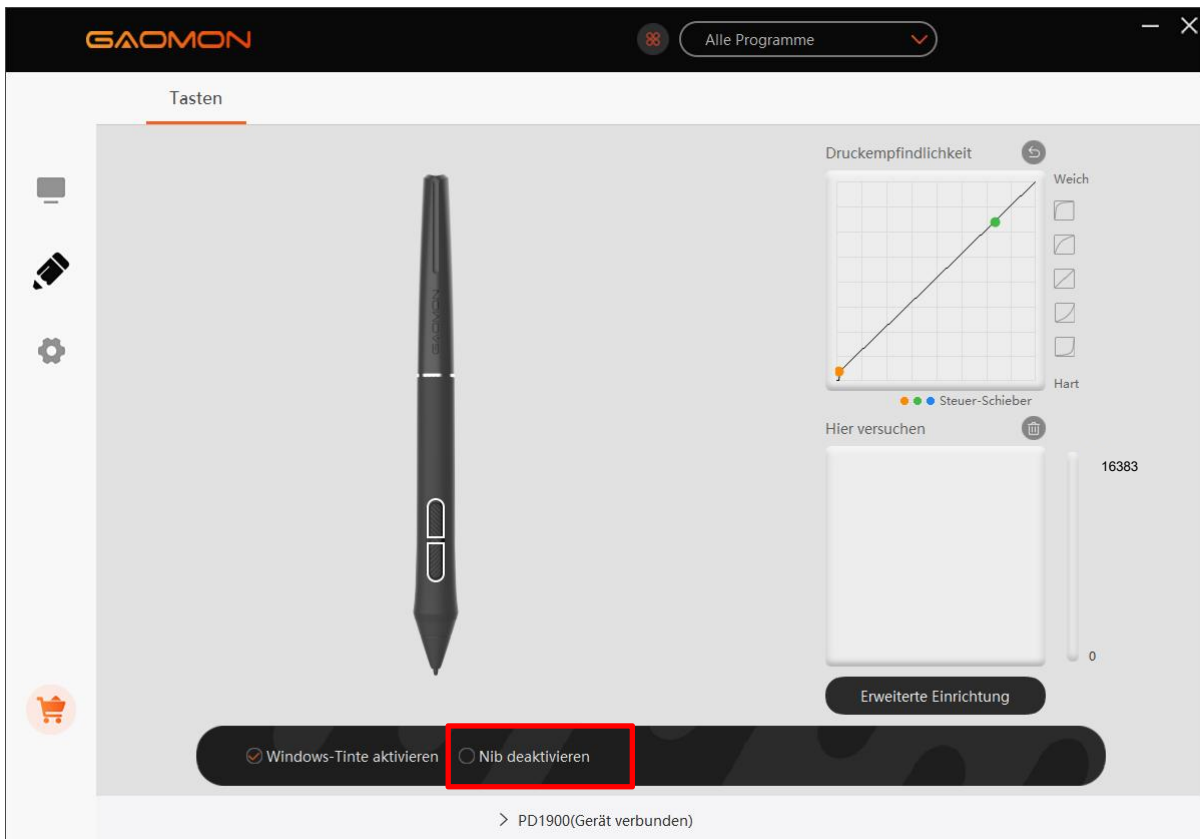 GAOMON
Alle Programme
Tasten
Druckempfindlichkeit
Weich
GAOMON
Hart
Steuer-Schieber
Hier versuchen
16383
0
Erweiterte Einrichtung
Windows-Tinte aktivieren
Nib deaktivieren
PD1900(Gerät verbunden)